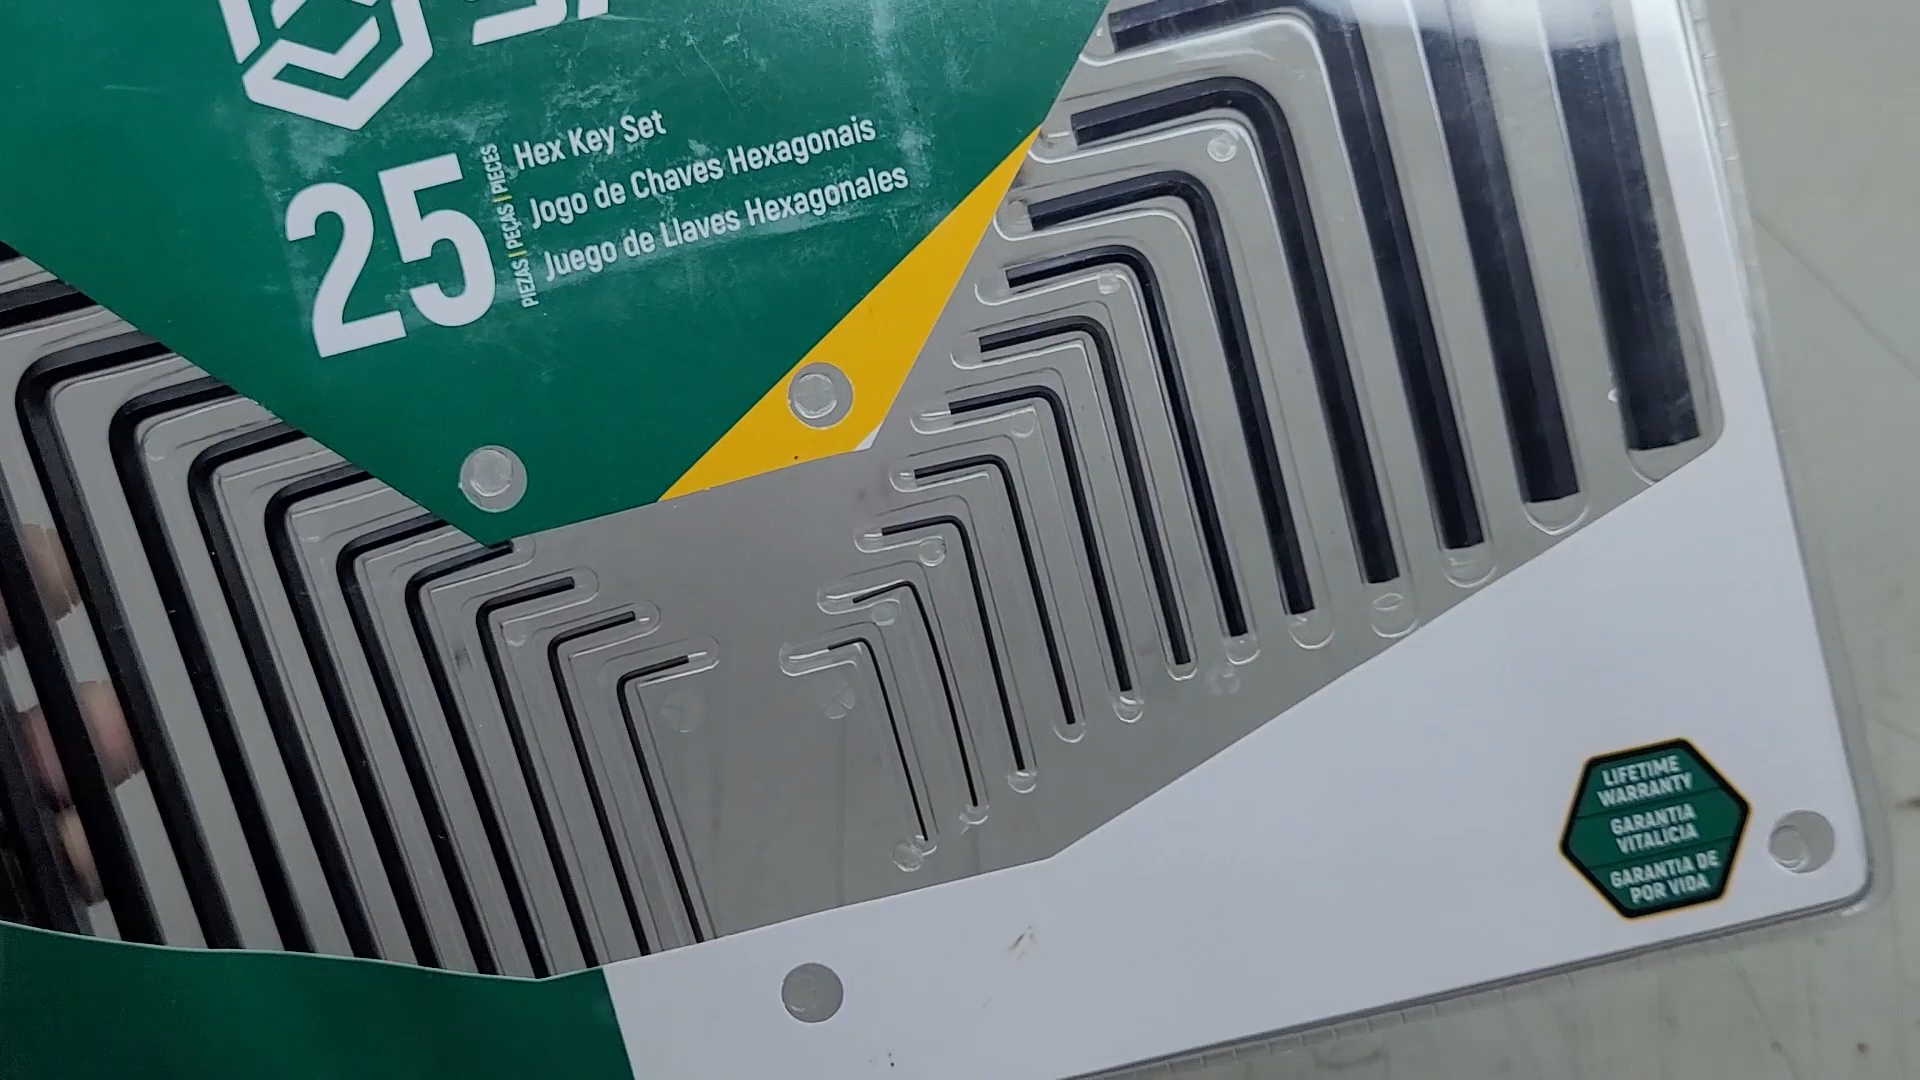 25
PIEZAS | PEÇAS | PIECES
Hex Key Set
Jogo de Chaves Hexagonais
Juego de Llaves Hexagonales
LIFETIME
WARRANTY
GARANTIA
VITALICIA
GARANTIA DE
POR VIDA